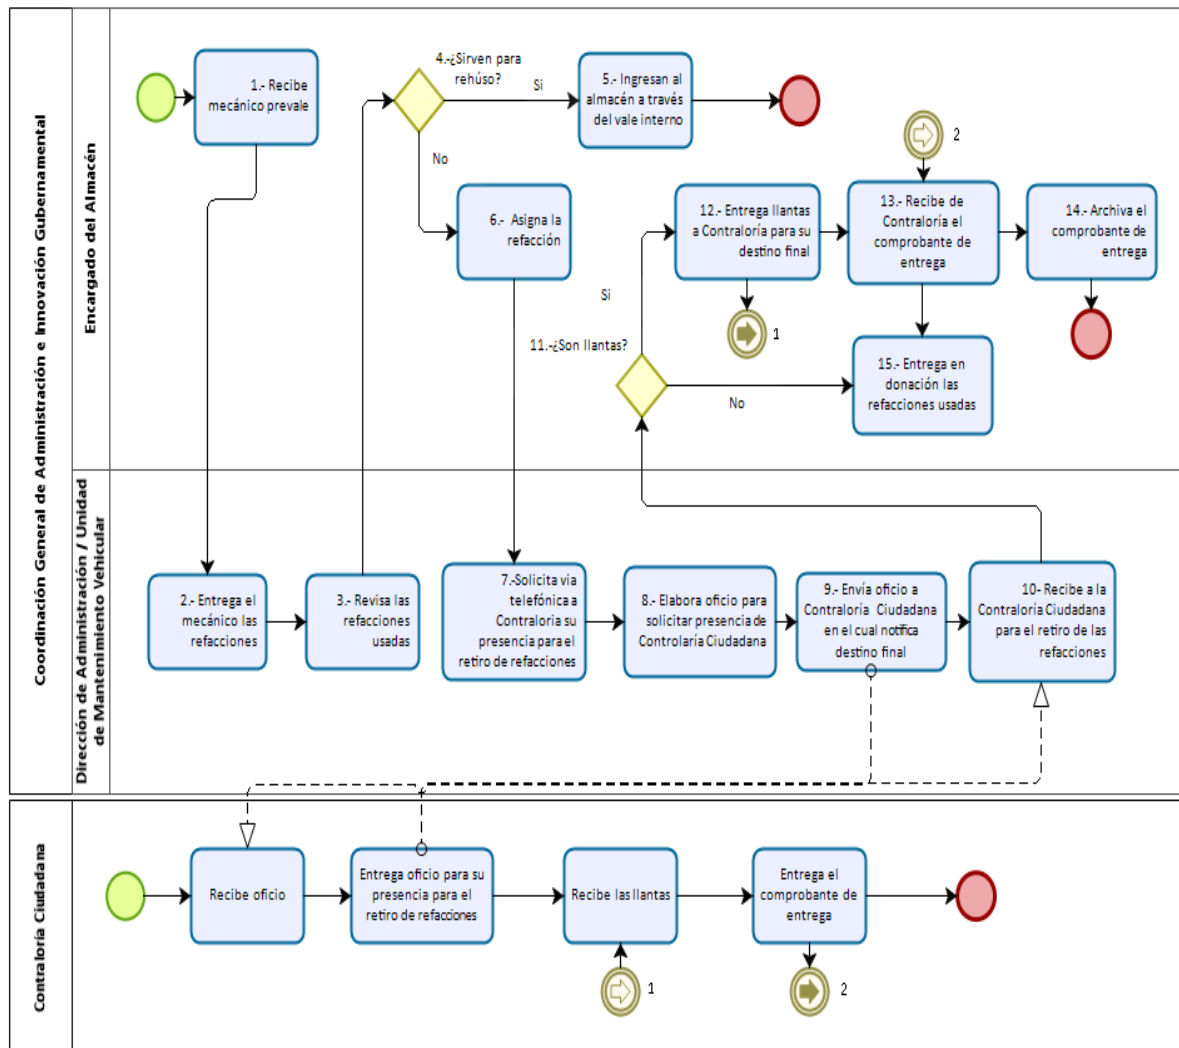 Coordinación General de Administración e Innovación Gubernamental
Encargado del Almacén
1.- Recibe
mecánico prevale
4.-¿Sirven para
rehúso?
Si
5.- Ingresan al
almacén a través
del vale interno
No
6.- Asigna la
refacción
2
12.- Entrega llantas
a Contraloría para su
destino final
13.- Recibe de
Contraloría el
comprobante de
entrega
14.- Archiva el
comprobante de
entrega
Si
1
11.-¿Son llantas?
No
15.- Entrega en
donación las
refacciones usadas
Dirección de Administración / Unidad
de Mantenimiento Vehicular
2.- Entrega el
mecánico las
refacciones
3.- Revisa las
refacciones
usadas
7.-Solicita via
telefónica a
Contraloria su
presencia para el
retiro de refacciones
8.- Elabora oficio para
solicitar presencia de
Controlaría Ciudadana
9.- Envía oficio a
Contraloría Ciudadana
en el cual notifica
destino final
10- Recibe a la
Contraloría Ciudadana
para el retiro de las
refacciones
Contraloría Ciudadana
Recibe oficio
Entrega oficio para su
presencia para el
retiro de refacciones
Recibe las llantas
Entrega el
comprobante de
entrega
1
2